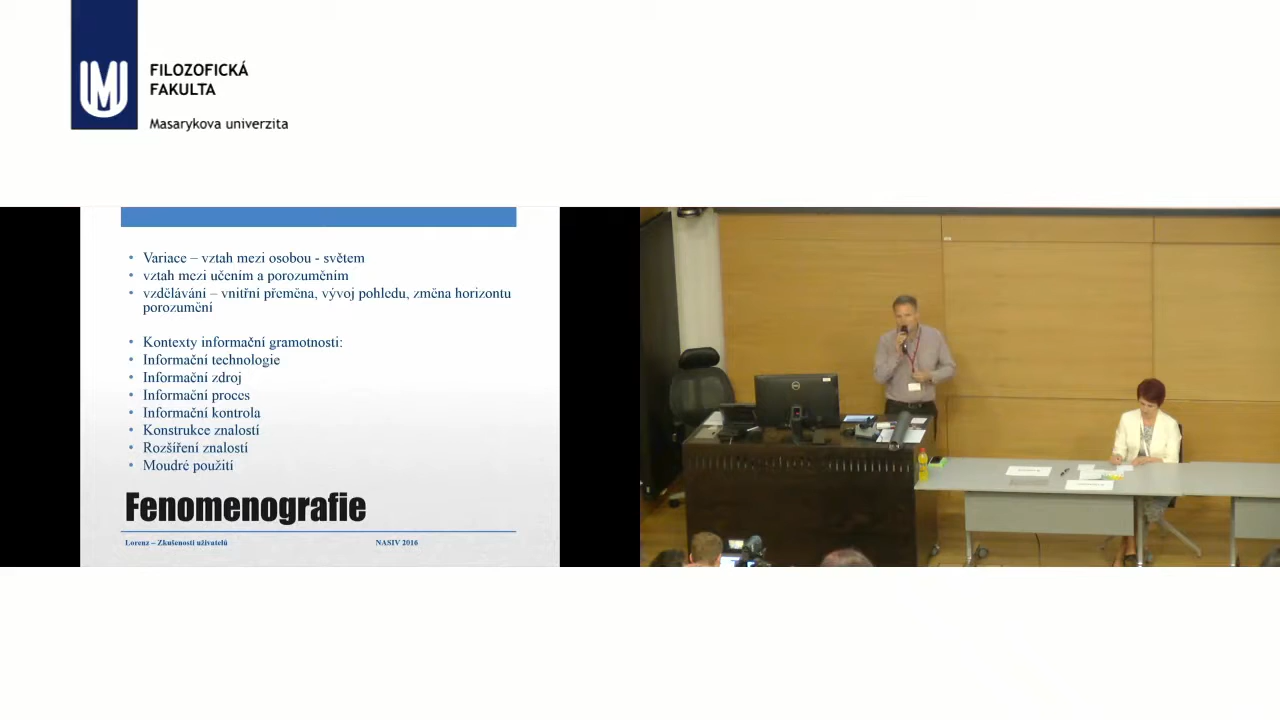 FILOZOFICKÁ
FAKULTA
Masarykova univerzita
• Variace – vztah mezi osobou - světem
• vztah mezi učením a porozuměním
• vzdělávání – vnitřní přeměna, vývoj pohledu, změna horizontu
porozumění
• Kontexty informační gramotnosti:
• Informační technologie
• Informační zdroj
• Informační proces
• Informační kontrola
• Konstrukce znalostí
• Rozšíření znalostí
• Moudré použití
Fenomenografie
Lorenz – Zkušenosti uživatelů
NASIV 2016